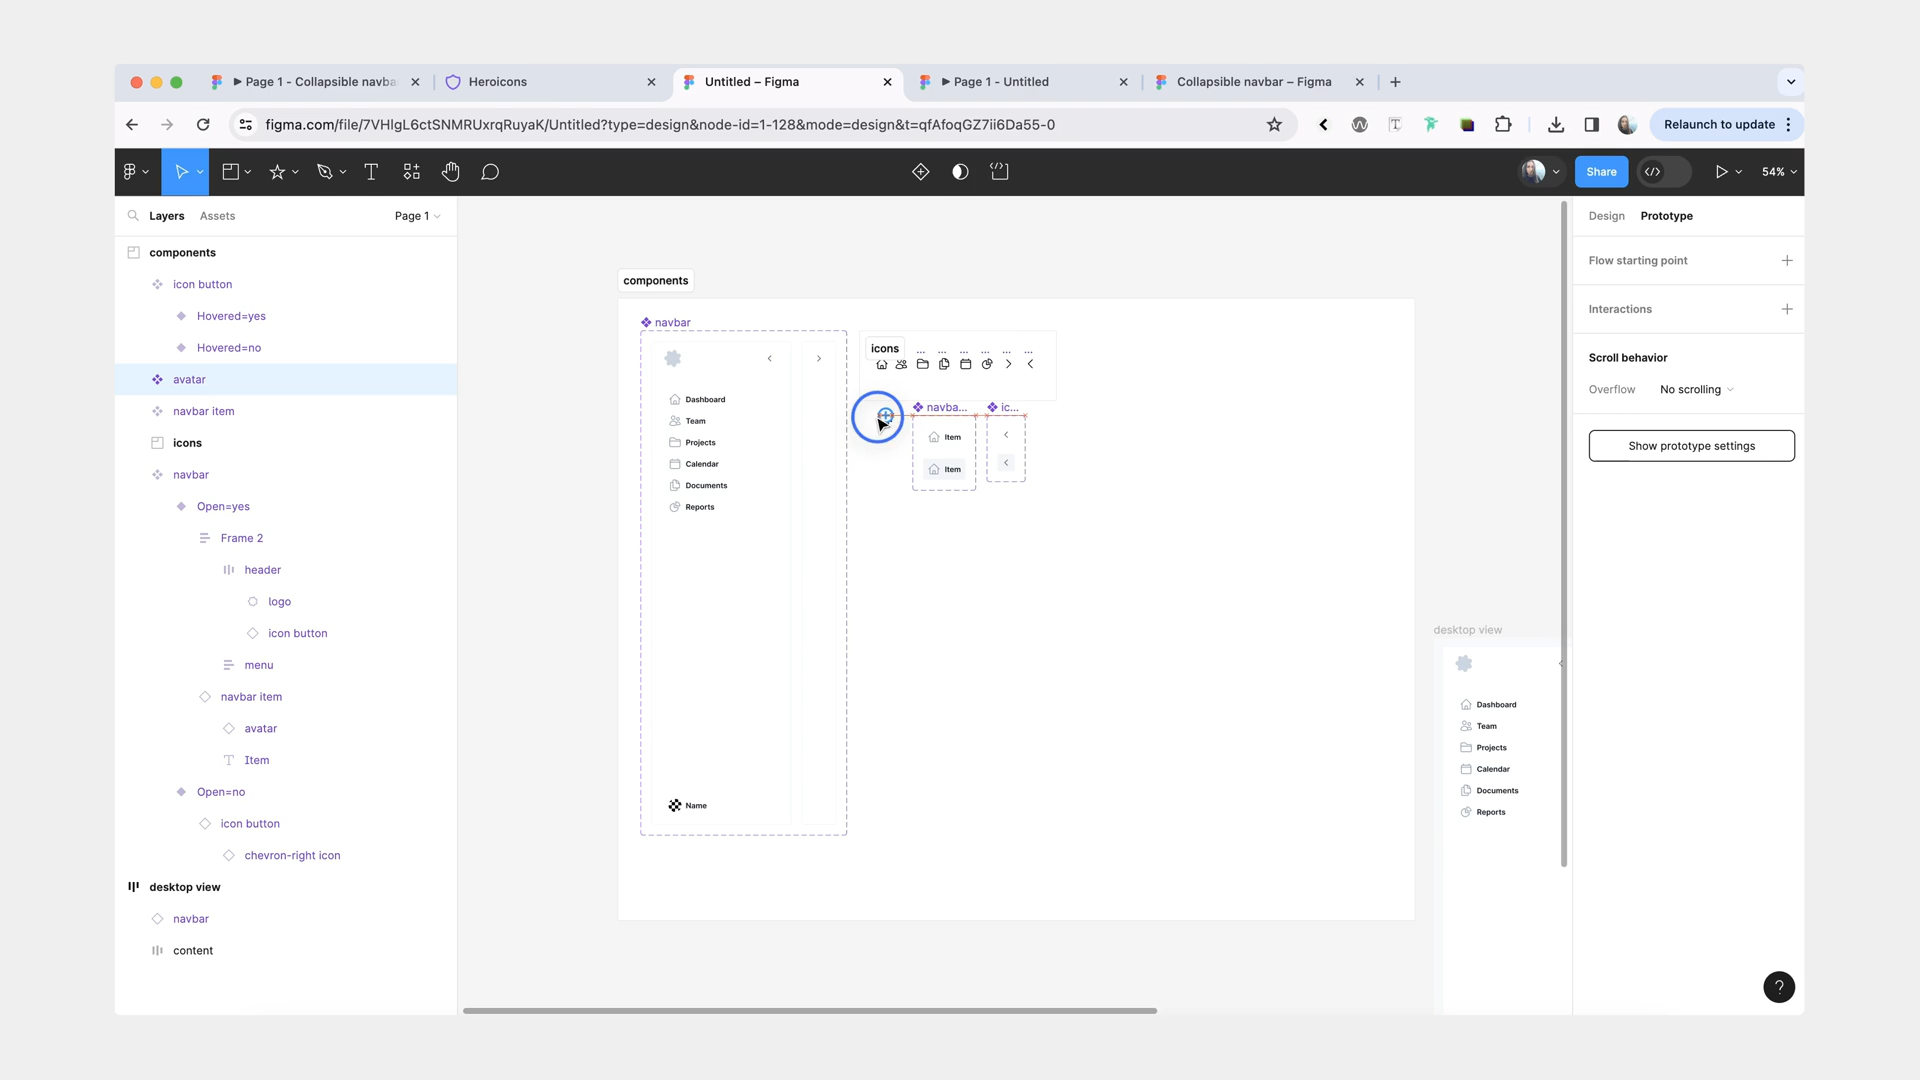 ▶ Page 1 - Collapsible navba
Heroicons
Untitled – Figma
▶ Page 1 - Untitled
Collapsible navbar – Figma
figma.com/file/7VHlgL6ctSNMRUxrqRuyaK/Untitled?type=design&node-id=1-128&mode=design&t=qfAfoqGZ7ii6Da55-0
Relaunch to update
Share
54%
Layers
Assets
Page 1
components
icon button
Hovered=yes
Hovered=no
avatar
navbar item
icons
navbar
Open=yes
Frame 2
header
logo
icon button
menu
navbar item
avatar
Item
Open=no
icon button
chevron-right icon
desktop view
navbar
content
components
navbar
Dashboard
Team
Projects
Calendar
Documents
Reports
Name
icons
... ... ... ... ... ...
navba...
ic...
Item
Item
desktop view
Dashboard
Team
Projects
Calendar
Documents
Reports
Design
Prototype
Flow starting point
Interactions
Scroll behavior
Overflow
No scrolling
Show prototype settings
?